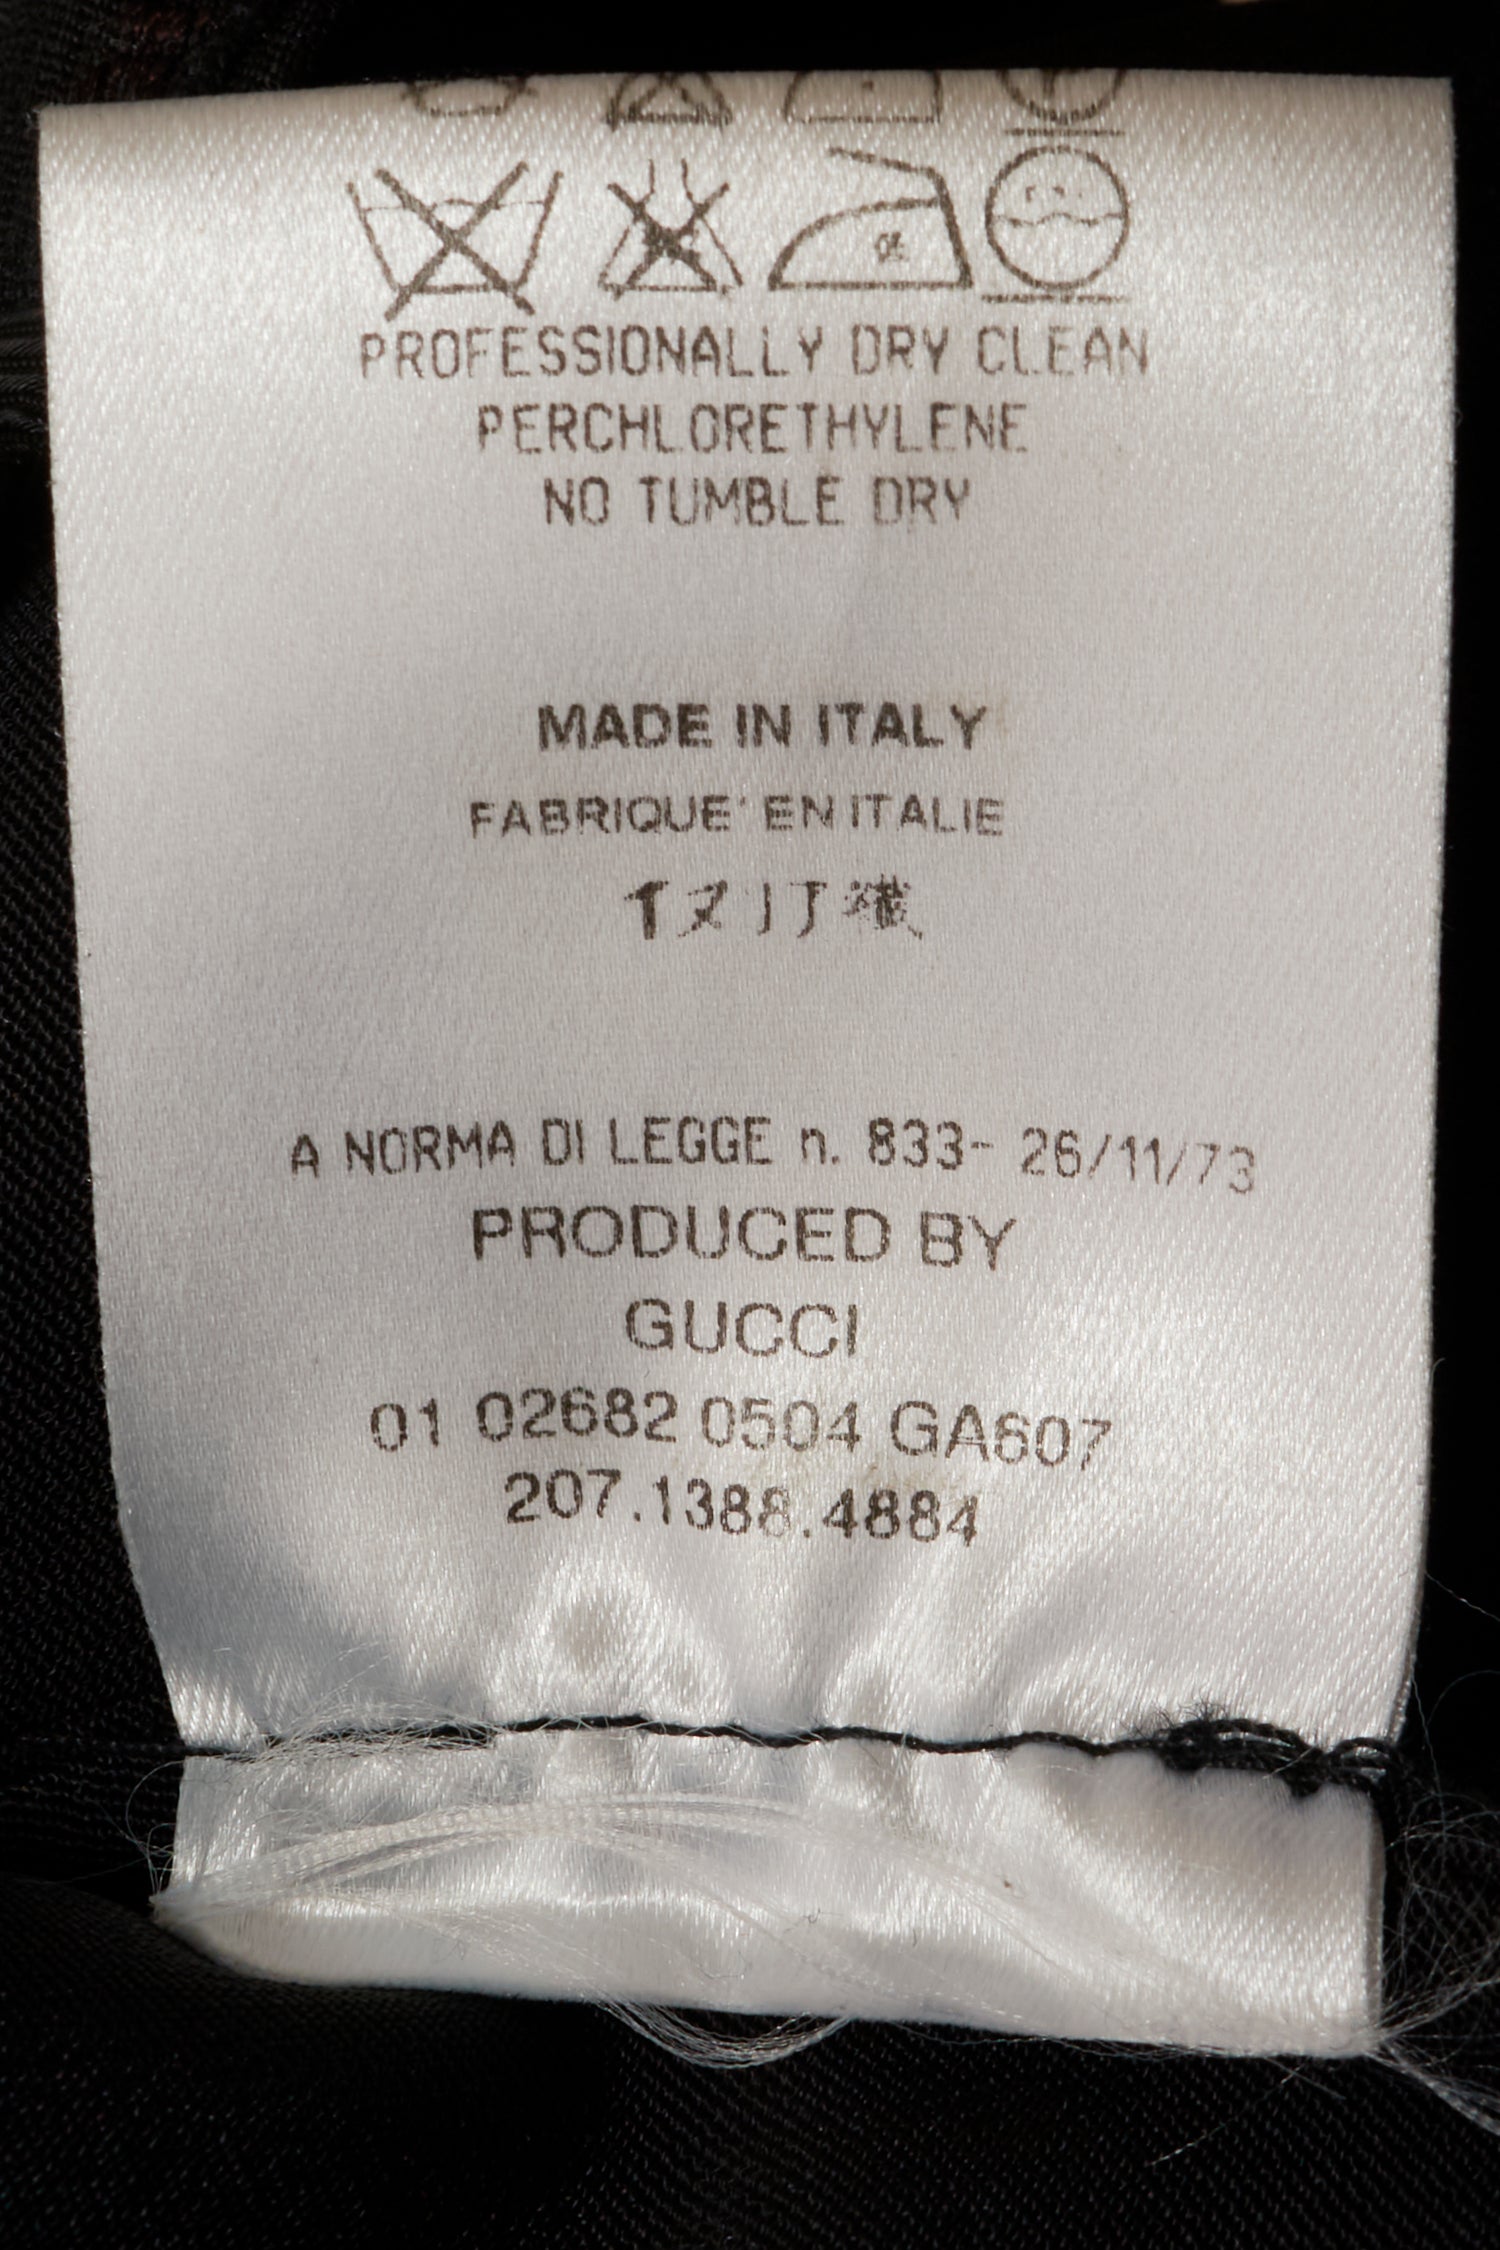 PROFESSIONALLY DRY CLEAN
PERCHLORETHYLENE
NO TUMBLE DRY
MADE IN ITALY
FABRIQUE' EN ITALIE
A NORMA DI LEGGE n. 833- 26/11/73
PRODUCED BY
GUCCI
01 02682 0504 GA607
207.1388.4884